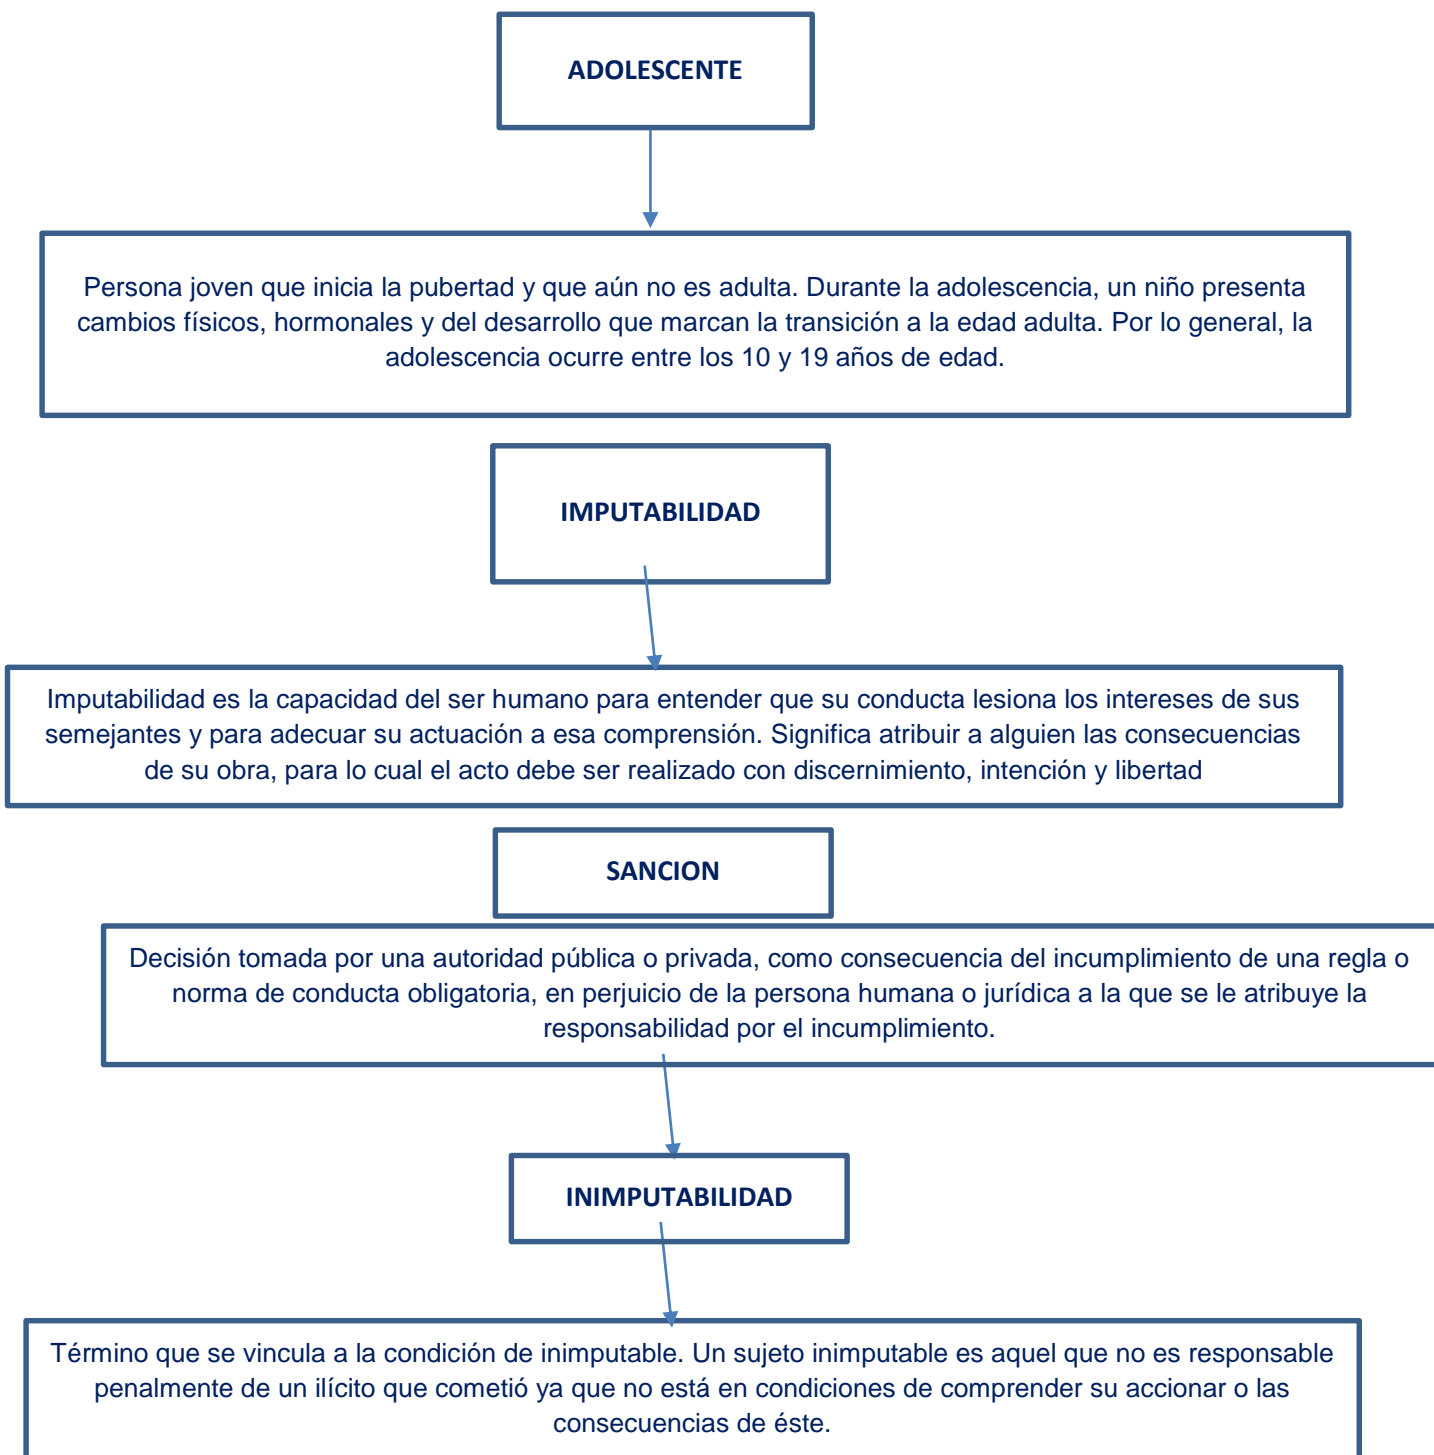 ADOLESCENTE
Persona joven que inicia la pubertad y que aún no es adulta. Durante la adolescencia, un niño presenta
cambios físicos, hormonales y del desarrollo que marcan la transición a la edad adulta. Por lo general, la
adolescencia ocurre entre los 10 y 19 años de edad.
IMPUTABILIDAD
Imputabilidad es la capacidad del ser humano para entender que su conducta lesiona los intereses de sus
semejantes y para adecuar su actuación a esa comprensión. Significa atribuir a alguien las consecuencias
de su obra, para lo cual el acto debe ser realizado con discernimiento, intención y libertad
SANCION
Decisión tomada por una autoridad pública o privada, como consecuencia del incumplimiento de una regla o
norma de conducta obligatoria, en perjuicio de la persona humana o jurídica a la que se le atribuye la
responsabilidad por el incumplimiento.
INIMPUTABILIDAD
Término que se vincula a la condición de inimputable. Un sujeto inimputable es aquel que no es responsable
penalmente de un ilícito que cometió ya que no está en condiciones de comprender su accionar o las
consecuencias de éste.